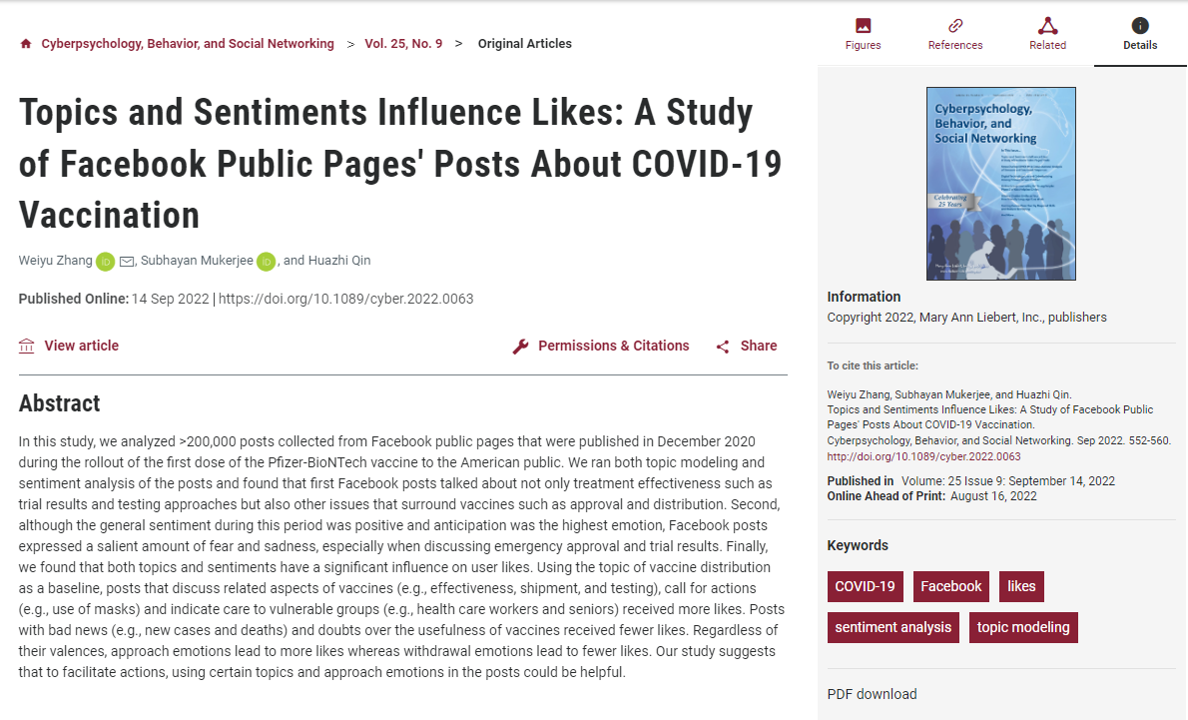 Cyberpsychology, Behavior, and Social Networking > Vol. 25, No. 9 > Original Articles
Topics and Sentiments Influence Likes: A Study
of Facebook Public Pages' Posts About COVID-19
Vaccination
Weiyu Zhang iD, Subhayan Mukerjee iD, and Huazhi Qin
Published Online: 14 Sep 2022 | https://doi.org/10.1089/cyber.2022.0063
View article
Permissions & Citations
Share
Abstract
In this study, we analyzed >200,000 posts collected from Facebook public pages that were published in December 2020
during the rollout of the first dose of the Pfizer-BioNTech vaccine to the American public. We ran both topic modeling and
sentiment analysis of the posts and found that first Facebook posts talked about not only treatment effectiveness such as
trial results and testing approaches but also other issues that surround vaccines such as approval and distribution. Second,
although the general sentiment during this period was positive and anticipation was the highest emotion, Facebook posts
expressed a salient amount of fear and sadness, especially when discussing emergency approval and trial results. Finally,
we found that both topics and sentiments have a significant influence on user likes. Using the topic of vaccine distribution
as a baseline, posts that discuss related aspects of vaccines (e.g., effectiveness, shipment, and testing), call for actions
(e.g., use of masks) and indicate care to vulnerable groups (e.g., health care workers and seniors) received more likes. Posts
with bad news (e.g., new cases and deaths) and doubts over the usefulness of vaccines received fewer likes. Regardless of
their valences, approach emotions lead to more likes whereas withdrawal emotions lead to fewer likes. Our study suggests
that to facilitate actions, using certain topics and approach emotions in the posts could be helpful.
Figures
References
Related
Details
Cyberpsychology,
Behavior, and
Social Networking
Celebrating
25 Years
Information
Copyright 2022, Mary Ann Liebert, Inc., publishers
To cite this article:
Weiyu Zhang, Subhayan Mukerjee, and Huazhi Qin.
Topics and Sentiments Influence Likes: A Study of Facebook Public
Pages' Posts About COVID-19 Vaccination.
Cyberpsychology, Behavior, and Social Networking. Sep 2022. 552-560.
http://doi.org/10.1089/cyber.2022.0063
Published in Volume: 25 Issue 9: September 14, 2022
Online Ahead of Print: August 16, 2022
Keywords
COVID-19
Facebook
likes
sentiment analysis
topic modeling
PDF download